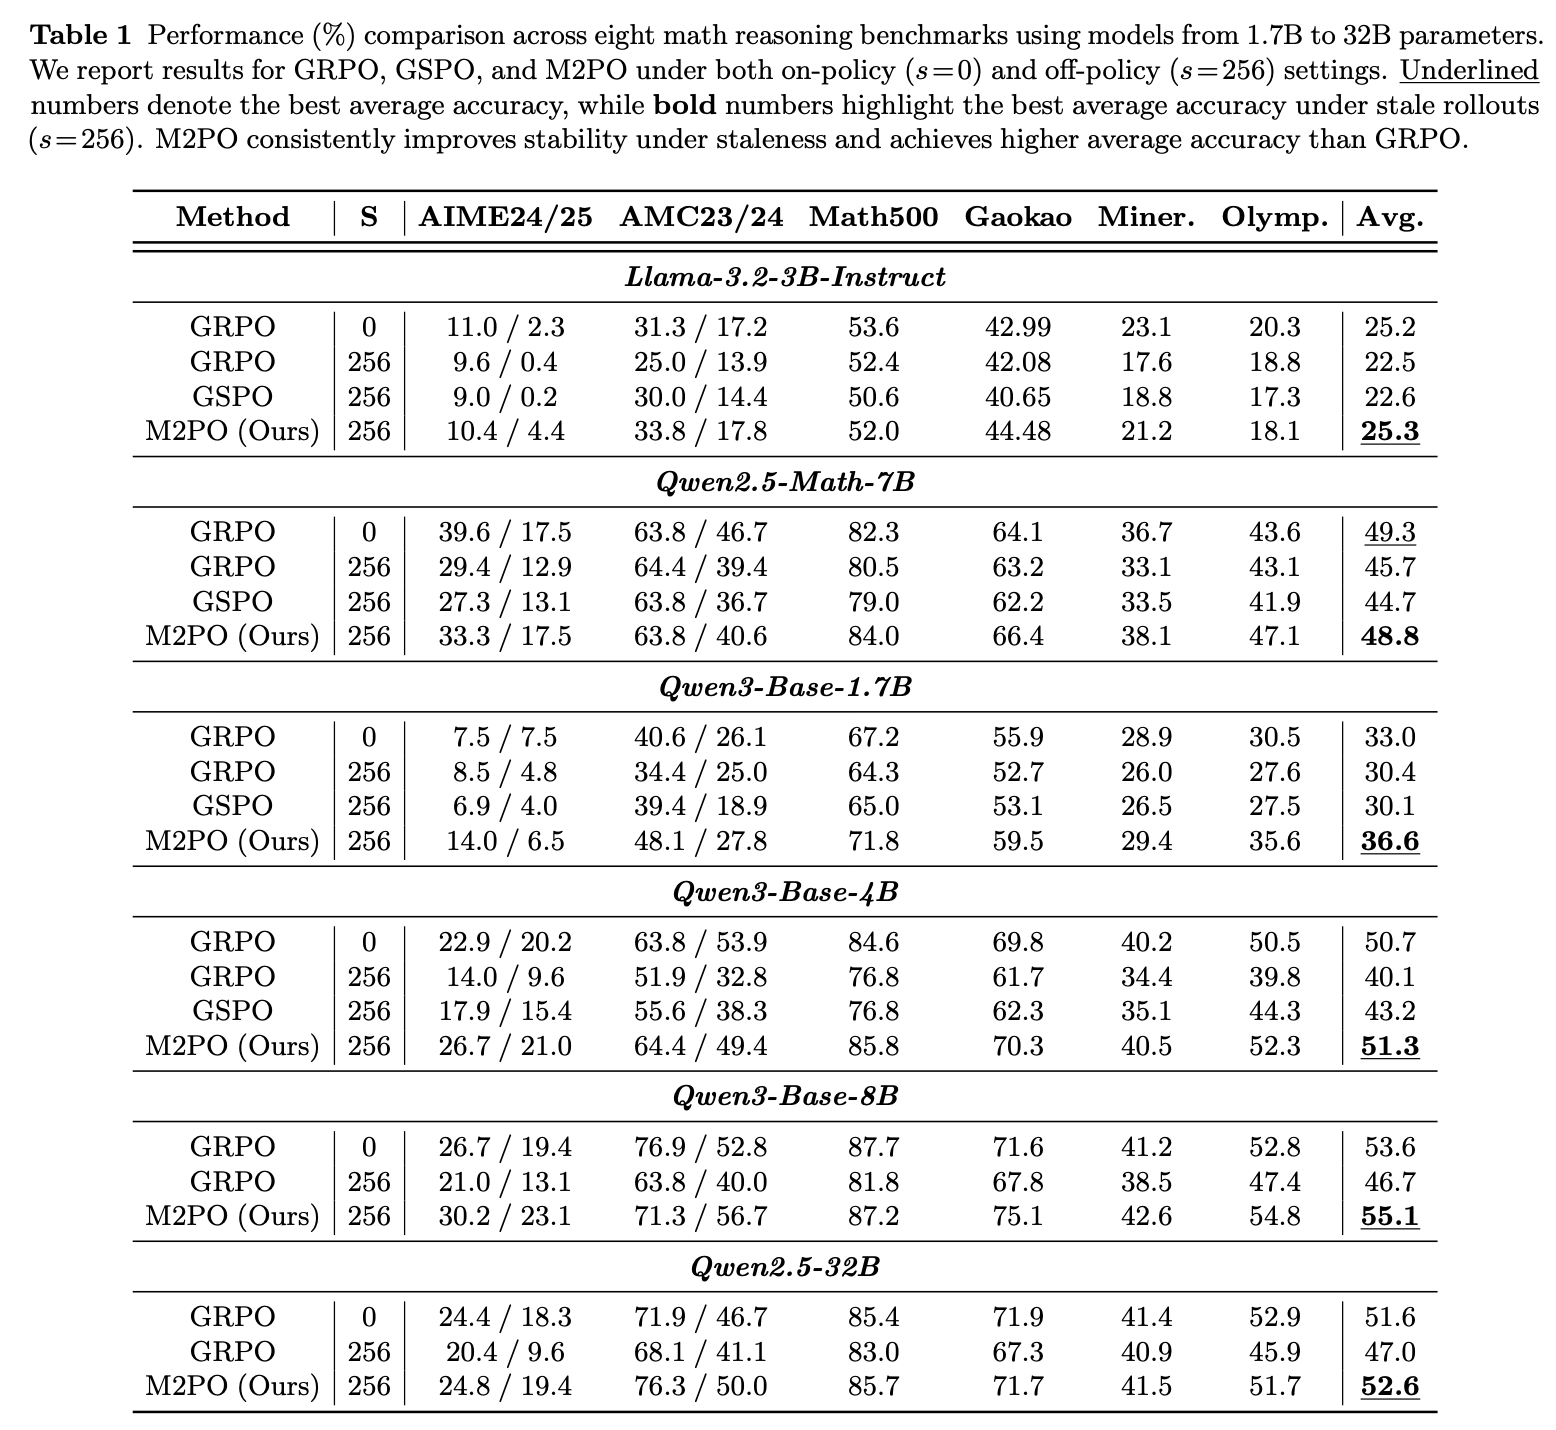 Table 1 Performance (%) comparison across eight math reasoning benchmarks using models from 1.7B to 32B parameters.
We report results for GRPO, GSPO, and M2PO under both on-policy (s=0) and off-policy (s=256) settings. Underlined
numbers denote the best average accuracy, while bold numbers highlight the best average accuracy under stale rollouts
(s=256). M2PO consistently improves stability under staleness and achieves higher average accuracy than GRPO.
Method S AIME24/25 AMC23/24 Math500 Gaokao Miner. Olymp. Avg.
Llama-3.2-3B-Instruct
GRPO 0 11.0 / 2.3 31.3 / 17.2 53.6 42.99 23.1 20.3 25.2
GRPO 256 9.6 / 0.4 25.0 / 13.9 52.4 42.08 17.6 18.8 22.5
GSPO 256 9.0 / 0.2 30.0 / 14.4 50.6 40.65 18.8 17.3 22.6
M2PO (Ours) 256 10.4 / 4.4 33.8 / 17.8 52.0 44.48 21.2 18.1 25.3
Qwen2.5-Math-7B
GRPO 0 39.6 / 17.5 63.8 / 46.7 82.3 64.1 36.7 43.6 49.3
GRPO 256 29.4 / 12.9 64.4 / 39.4 80.5 63.2 33.1 43.1 45.7
GSPO 256 27.3 / 13.1 63.8 / 36.7 79.0 62.2 33.5 41.9 44.7
M2PO (Ours) 256 33.3 / 17.5 63.8 / 40.6 84.0 66.4 38.1 47.1 48.8
Qwen3-Base-1.7B
GRPO 0 7.5 / 7.5 40.6 / 26.1 67.2 55.9 28.9 30.5 33.0
GRPO 256 8.5 / 4.8 34.4 / 25.0 64.3 52.7 26.0 27.6 30.4
GSPO 256 6.9 / 4.0 39.4 / 18.9 65.0 53.1 26.5 27.5 30.1
M2PO (Ours) 256 14.0 / 6.5 48.1 / 27.8 71.8 59.5 29.4 35.6 36.6
Qwen3-Base-4B
GRPO 0 22.9 / 20.2 63.8 / 53.9 84.6 69.8 40.2 50.5 50.7
GRPO 256 14.0 / 9.6 51.9 / 32.8 76.8 61.7 34.4 39.8 40.1
GSPO 256 17.9 / 15.4 55.6 / 38.3 76.8 62.3 35.1 44.3 43.2
M2PO (Ours) 256 26.7 / 21.0 64.4 / 49.4 85.8 70.3 40.5 52.3 51.3
Qwen3-Base-8B
GRPO 0 26.7 / 19.4 76.9 / 52.8 87.7 71.6 41.2 52.8 53.6
GRPO 256 21.0 / 13.1 63.8 / 40.0 81.8 67.8 38.5 47.4 46.7
M2PO (Ours) 256 30.2 / 23.1 71.3 / 56.7 87.2 75.1 42.6 54.8 55.1
Qwen2.5-32B
GRPO 0 24.4 / 18.3 71.9 / 46.7 85.4 71.9 41.4 52.9 51.6
GRPO 256 20.4 / 9.6 68.1 / 41.1 83.0 67.3 40.9 45.9 47.0
M2PO (Ours) 256 24.8 / 19.4 76.3 / 50.0 85.7 71.7 41.5 51.7 52.6